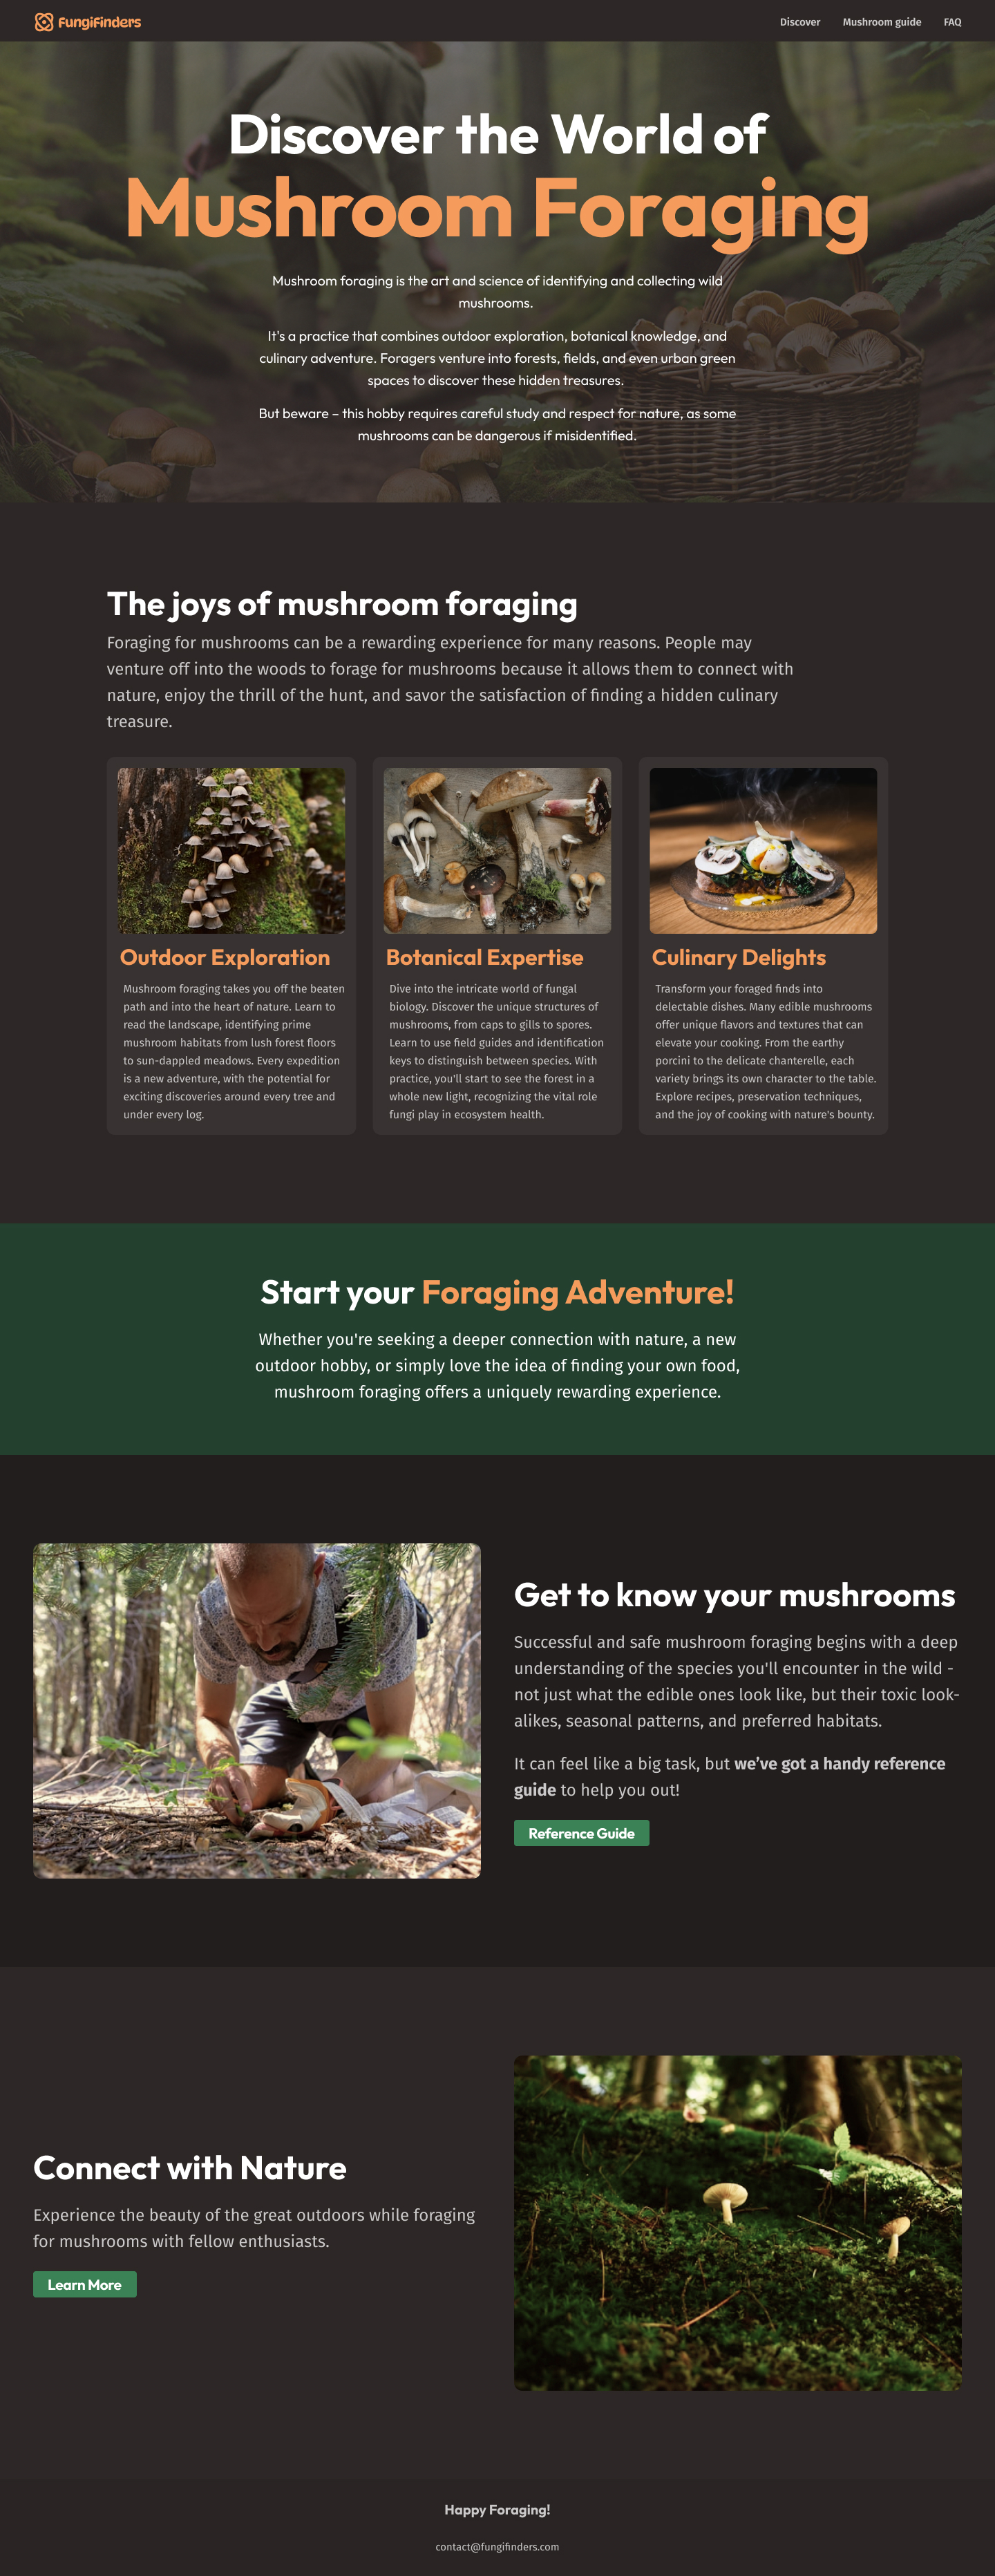 FungiFinders
Discover Mushroom guide FAQ
Discover the World of
Mushroom Foraging
Mushroom foraging is the art and science of identifying and collecting wild
mushrooms.
It's a practice that combines outdoor exploration, botanical knowledge, and
culinary adventure. Foragers venture into forests, fields, and even urban green
spaces to discover these hidden treasures.
But beware – this hobby requires careful study and respect for nature, as some
mushrooms can be dangerous if misidentified.
The joys of mushroom foraging
Foraging for mushrooms can be a rewarding experience for many reasons. People may
venture off into the woods to forage for mushrooms because it allows them to connect with
nature, enjoy the thrill of the hunt, and savor the satisfaction of finding a hidden culinary
treasure.
Outdoor Exploration
Mushroom foraging takes you off the beaten
path and into the heart of nature. Learn to
read the landscape, identifying prime
mushroom habitats from lush forest floors
to sun-dappled meadows. Every expedition
is a new adventure, with the potential for
exciting discoveries around every tree and
under every log.
Botanical Expertise
Dive into the intricate world of fungal
biology. Discover the unique structures of
mushrooms, from caps to gills to spores.
Learn to use field guides and identification
keys to distinguish between species. With
practice, you'll start to see the forest in a
whole new light, recognizing the vital role
fungi play in ecosystem health.
Culinary Delights
Transform your foraged finds into
delectable dishes. Many edible mushrooms
offer unique flavors and textures that can
elevate your cooking. From the earthy
porcini to the delicate chanterelle, each
variety brings its own character to the table.
Explore recipes, preservation techniques,
and the joy of cooking with nature's bounty.
Start your Foraging Adventure!
Whether you're seeking a deeper connection with nature, a new
outdoor hobby, or simply love the idea of finding your own food,
mushroom foraging offers a uniquely rewarding experience.
Get to know your mushrooms
Successful and safe mushroom foraging begins with a deep
understanding of the species you'll encounter in the wild -
not just what the edible ones look like, but their toxic look-
alikes, seasonal patterns, and preferred habitats.
It can feel like a big task, but we’ve got a handy reference
guide to help you out!
Reference Guide
Connect with Nature
Experience the beauty of the great outdoors while foraging
for mushrooms with fellow enthusiasts.
Learn More
Happy Foraging!
contact@fungifinders.com